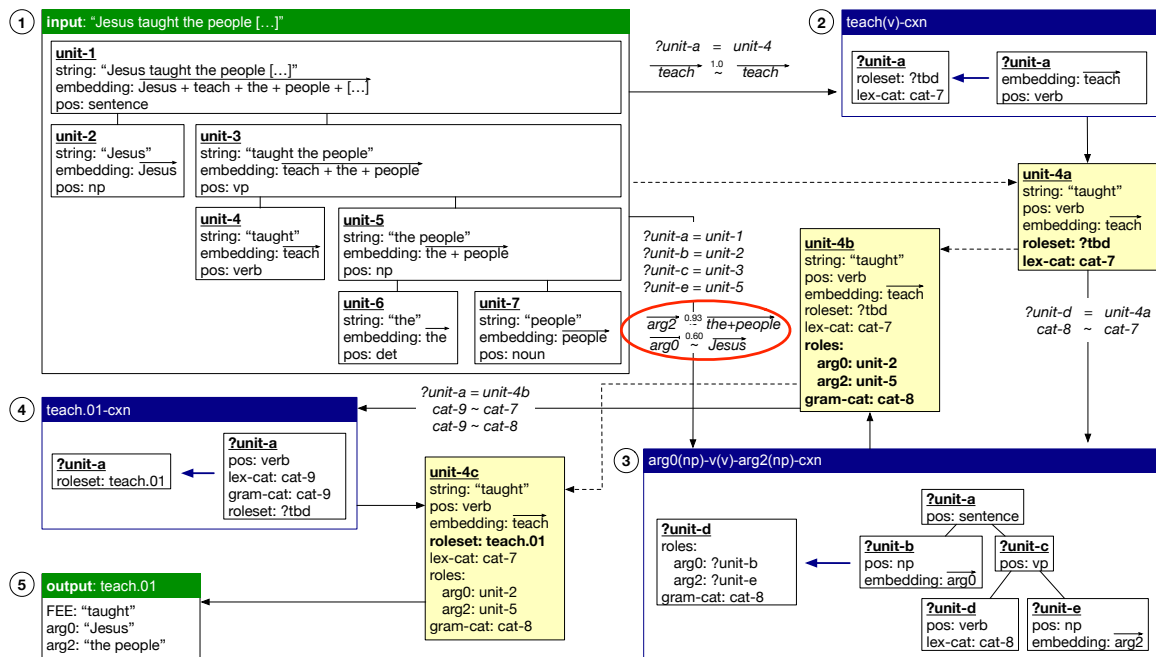 1
input: “Jesus taught the people […]”
unit-1
string: “Jesus taught the people […]”
embedding: Jesus + teach + the + people + […]
pos: sentence
unit-2
string: “Jesus”
embedding: Jesus
pos: np
unit-3
string: “taught the people”
embedding: teach + the + people
pos: vp
unit-4
string: “taught”
embedding: teach
pos: verb
unit-5
string: “the people”
embedding: the + people
pos: np
unit-6
string: “the”
embedding: the
pos: det
unit-7
string: “people”
embedding: people
pos: noun
?unit-a = unit-4
teach 1.0 ~ teach
2
teach(v)-cxn
?unit-a
roleset: ?tbd
lex-cat: cat-7
?unit-a
embedding: teach
pos: verb
unit-4a
string: “taught”
pos: verb
embedding: teach
roleset: ?tbd
lex-cat: cat-7
?unit-a = unit-1
?unit-b = unit-2
?unit-c = unit-3
?unit-e = unit-5
arg2 0.93 ~ the+people
arg0 0.60 ~ Jesus
unit-4b
string: “taught”
pos: verb
embedding: teach
roleset: ?tbd
lex-cat: cat-7
roles:
arg0: unit-2
arg2: unit-5
gram-cat: cat-8
?unit-d = unit-4a
cat-8 ~ cat-7
3
arg0(np)-v(v)-arg2(np)-cxn
?unit-d
roles:
arg0: ?unit-b
arg2: ?unit-e
gram-cat: cat-8
?unit-a
pos: sentence
?unit-b
pos: np
embedding: arg0
?unit-c
pos: vp
?unit-d
pos: verb
lex-cat: cat-8
?unit-e
pos: np
embedding: arg2
?unit-a = unit-4b
cat-9 ~ cat-7
cat-9 ~ cat-8
4
teach.01-cxn
?unit-a
roleset: teach.01
?unit-a
pos: verb
lex-cat: cat-9
gram-cat: cat-9
roleset: ?tbd
unit-4c
string: “taught”
pos: verb
embedding: teach
roleset: teach.01
lex-cat: cat-7
roles:
arg0: unit-2
arg2: unit-5
gram-cat: cat-8
5
output: teach.01
FEE: “taught”
arg0: “Jesus”
arg2: “the people”